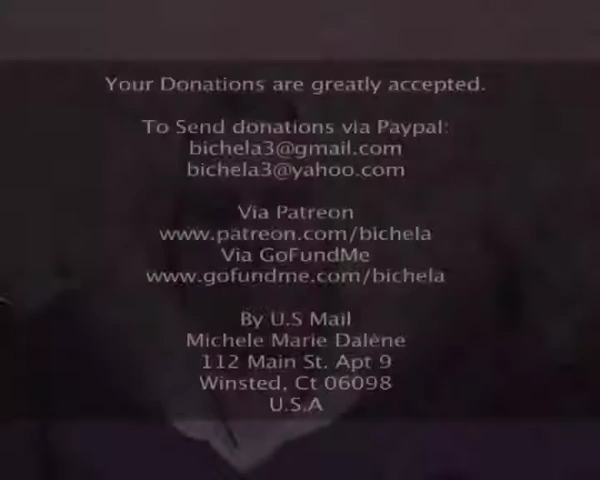 Your Donations are greatly accepted.
To Send donations via Paypal:
bichela3@gmail.com
bichela3@yahoo.com
Via Patreon
www.patreon.com/bichela
Via GoFundMe
www.gofundme.com/bichela
By U.S Mail
Michele Marie Dalène
112 Main St. Apt 9
Winsted, Ct 06098
U.S.A